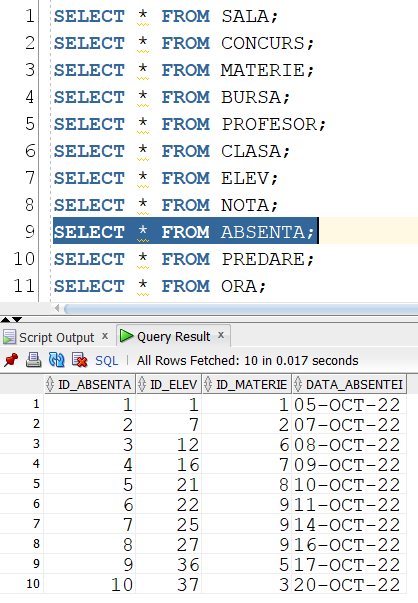 1 SELECT * FROM SALA;
2 SELECT * FROM CONCURS;
3 SELECT * FROM MATERIE;
4 SELECT * FROM BURSA;
5 SELECT * FROM PROFESOR;
6 SELECT * FROM CLASA;
7 SELECT * FROM ELEV;
8 SELECT * FROM NOTA;
9 SELECT * FROM ABSENTA;
10 SELECT * FROM PREDARE;
11 SELECT * FROM ORA;
Script Output x Query Result x
SQL | All Rows Fetched: 10 in 0.017 seconds
ID_ABSENTA ID_ELEV ID_MATERIE DATA_ABSENTEI
1 1 1 1 05-OCT-22
2 2 7 2 07-OCT-22
3 3 12 6 08-OCT-22
4 4 16 7 09-OCT-22
5 5 21 8 10-OCT-22
6 6 22 9 11-OCT-22
7 7 25 9 14-OCT-22
8 8 27 9 16-OCT-22
9 9 36 5 17-OCT-22
10 10 37 3 20-OCT-22